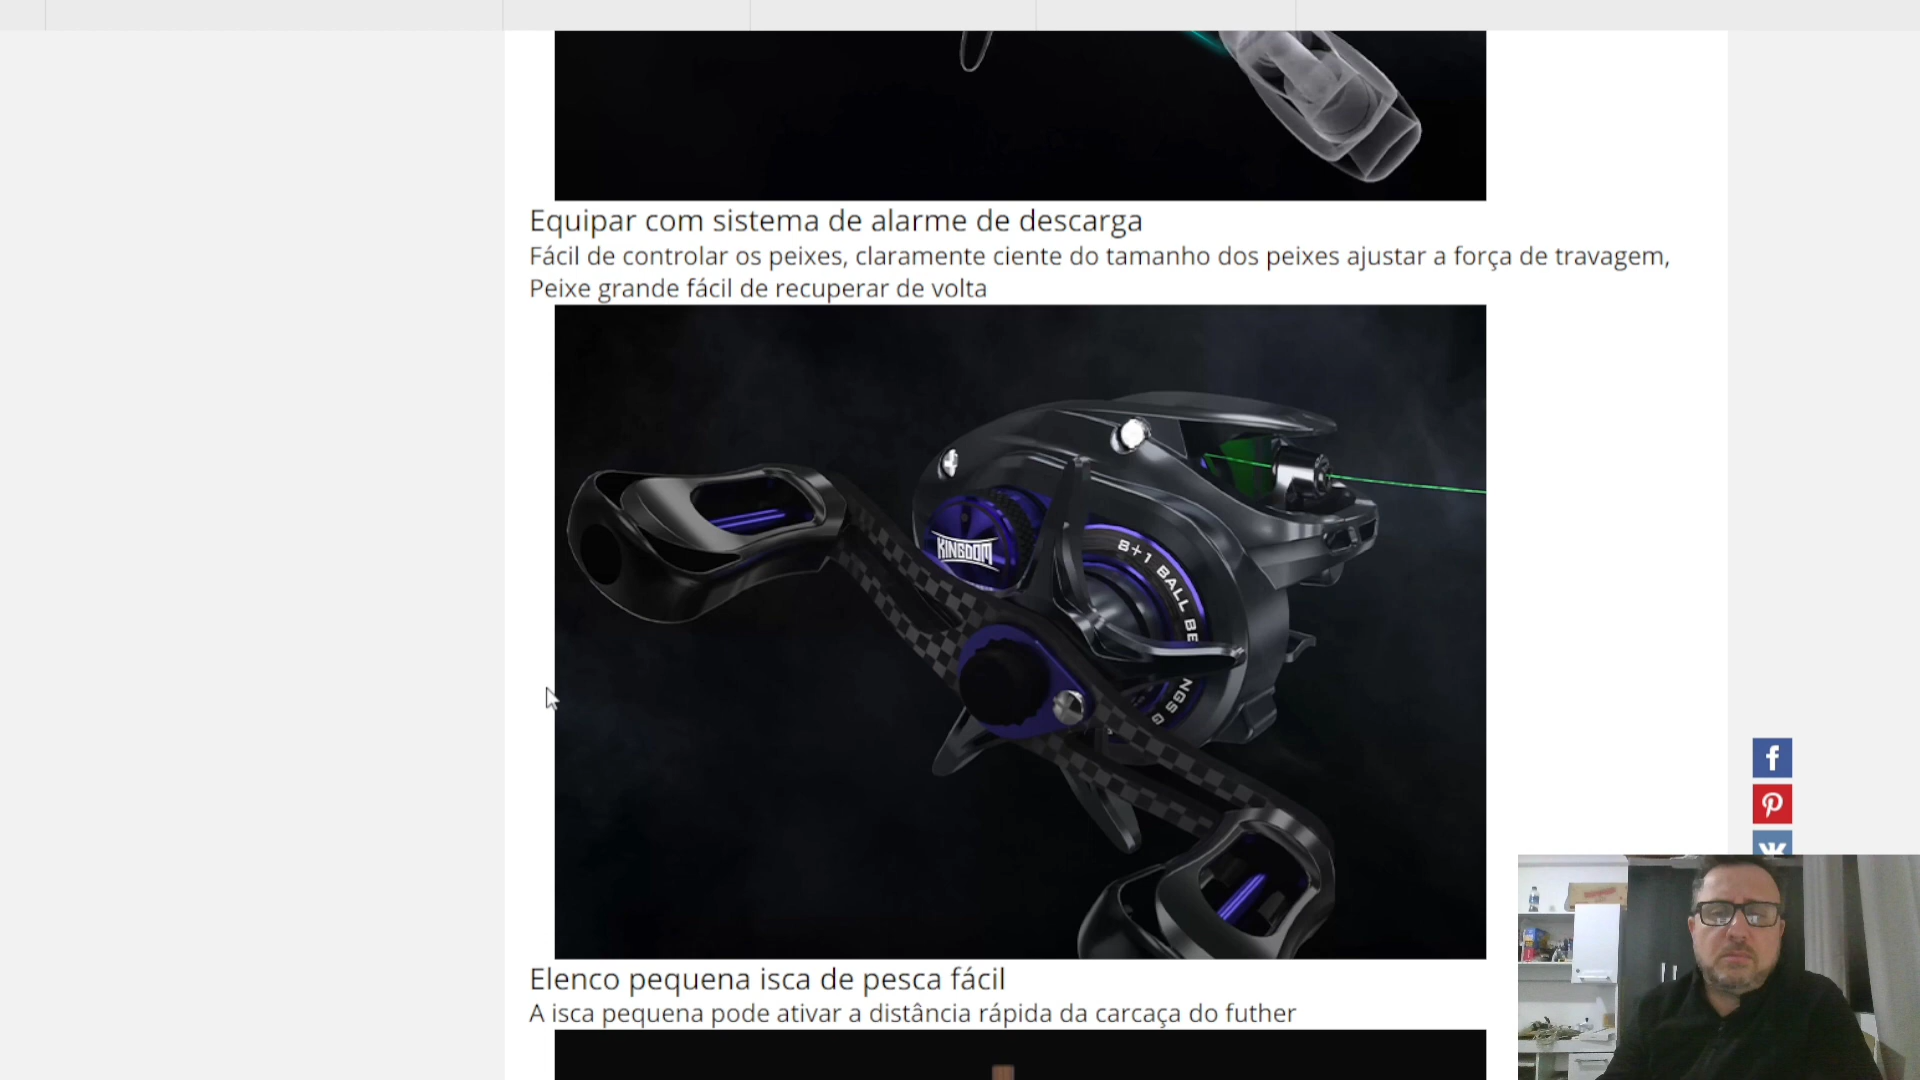 Equipar com sistema de alarme de descarga
Fácil de controlar os peixes, claramente ciente do tamanho dos peixes ajustar a força de travagem,
Peixe grande fácil de recuperar de volta
KINGDOM
8+1 BALL BE
NGS G
Elenco pequena isca de pesca fácil
A isca pequena pode ativar a distância rápida da carcaça do futher